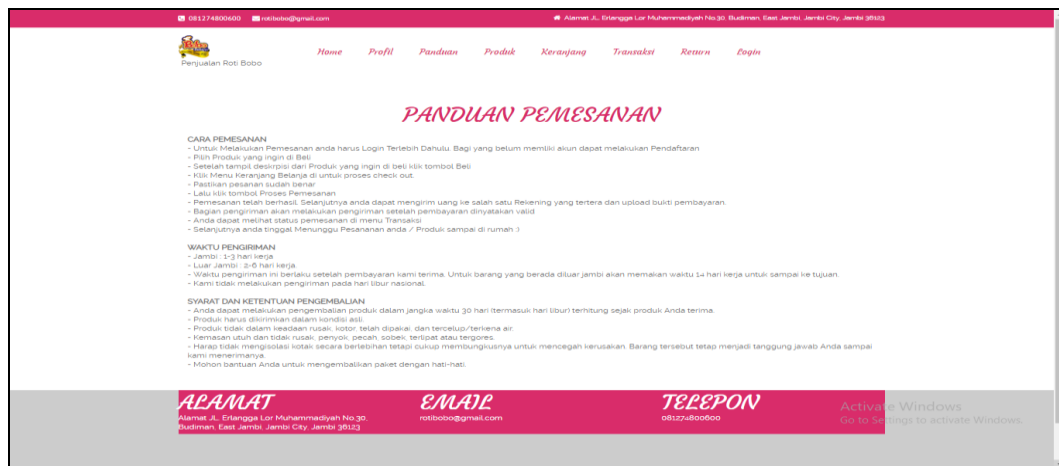 081274800600 rotibobo@gmail.com Alamat JL. Erlangga Lor Muhammadiyah No.30, Budiman, East Jambi, Jambi City, Jambi 36123
Penjualan Roti Bobo
Home Profil Panduan Produk Keranjang Transaksi Return Login
PANDUAN PEMESANAN
CARA PEMESANAN
- Untuk Melakukan Pemesanan anda harus Login Terlebih Dahulu. Bagi yang belum memliki akun dapat melakukan Pendaftaran
- Pilih Produk yang ingin di Beli
- Setelah tampil deskrpisi dari Produk yang ingin di beli klik tombol Beli
- Klik Menu Keranjang Belanja di untuk proses check out.
- Pastikan pesanan sudah benar
- Lalu klik tombol Proses Pemesanan
- Pemesanan telah berhasil. Selanjutnya anda dapat mengirim uang ke salah satu Rekening yang tertera dan upload bukti pembayaran.
- Bagian pengiriman akan melakukan pengiriman setelah pembayaran dinyatakan valid
- Anda dapat melihat status pemesanan di menu Transaksi
- Selanjutnya anda tinggal Menunggu Pesananan anda / Produk sampai di rumah :)
WAKTU PENGIRIMAN
- Jambi : 1-3 hari kerja
- Luar Jambi : 2-6 hari kerja
- Waktu pengiriman ini berlaku setelah pembayaran kami terima. Untuk barang yang berada diluar jambi akan memakan waktu 14 hari kerja untuk sampai ke tujuan.
- Kami tidak melakukan pengiriman pada hari libur nasional.
SYARAT DAN KETENTUAN PENGEMBALIAN
- Anda dapat melakukan pengembalian produk dalam jangka waktu 30 hari (termasuk hari libur) terhitung sejak produk Anda terima.
- Produk harus dikirimkan dalam kondisi asli.
- Produk tidak dalam keadaan rusak, kotor, telah dipakai, dan tercelup/terkena air.
- Kemasan utuh dan tidak rusak, penyok, pecah, sobek, terlipat atau tergores.
- Harap tidak mengisolasi kotak secara berlebihan tetapi cukup membungkusnya untuk mencegah kerusakan. Barang tersebut tetap menjadi tanggung jawab Anda sampai
kami menerimanya.
- Mohon bantuan Anda untuk mengembalikan paket dengan hati-hati.
ALAMAT EMAIL TELEPON
Alamat JL. Erlangga Lor Muhammadiyah No.30, rotibobo@gmail.com 081274800600
Budiman, East Jambi, Jambi City, Jambi 36123
Activate Windows
Go to Settings to activate Windows.